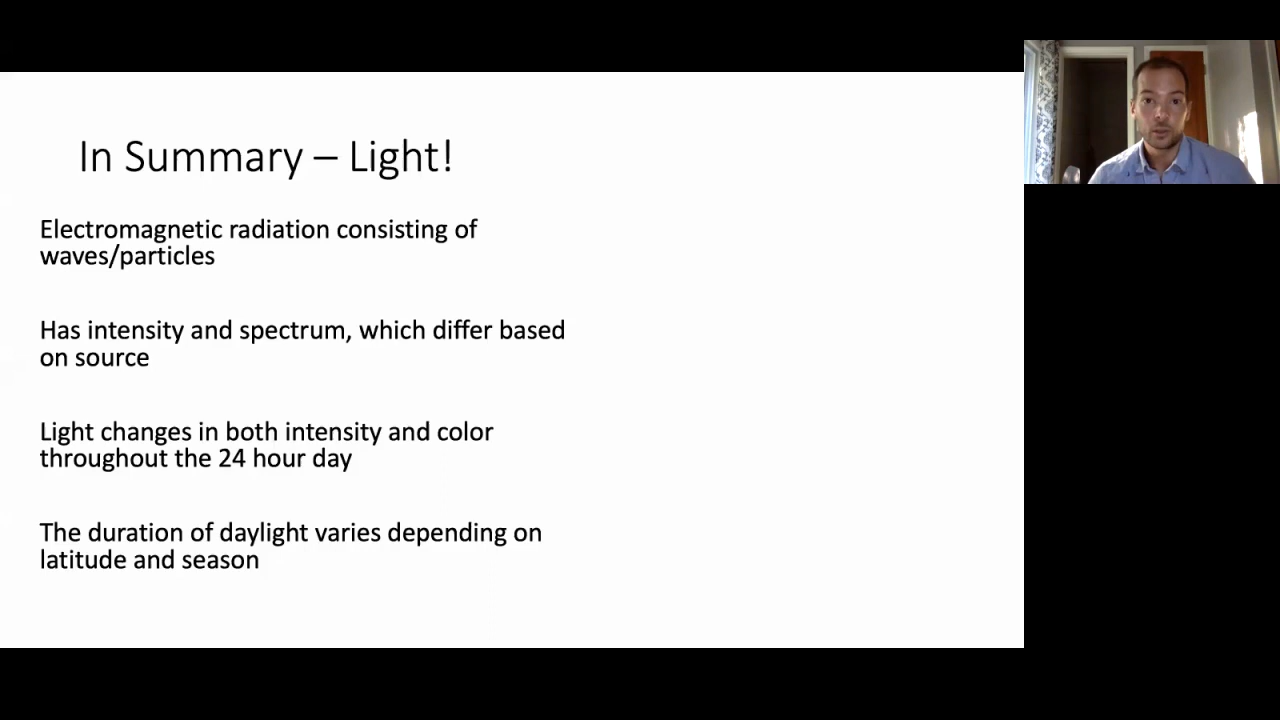 In Summary – Light!
Electromagnetic radiation consisting of
waves/particles
Has intensity and spectrum, which differ based
on source
Light changes in both intensity and color
throughout the 24 hour day
The duration of daylight varies depending on
latitude and season